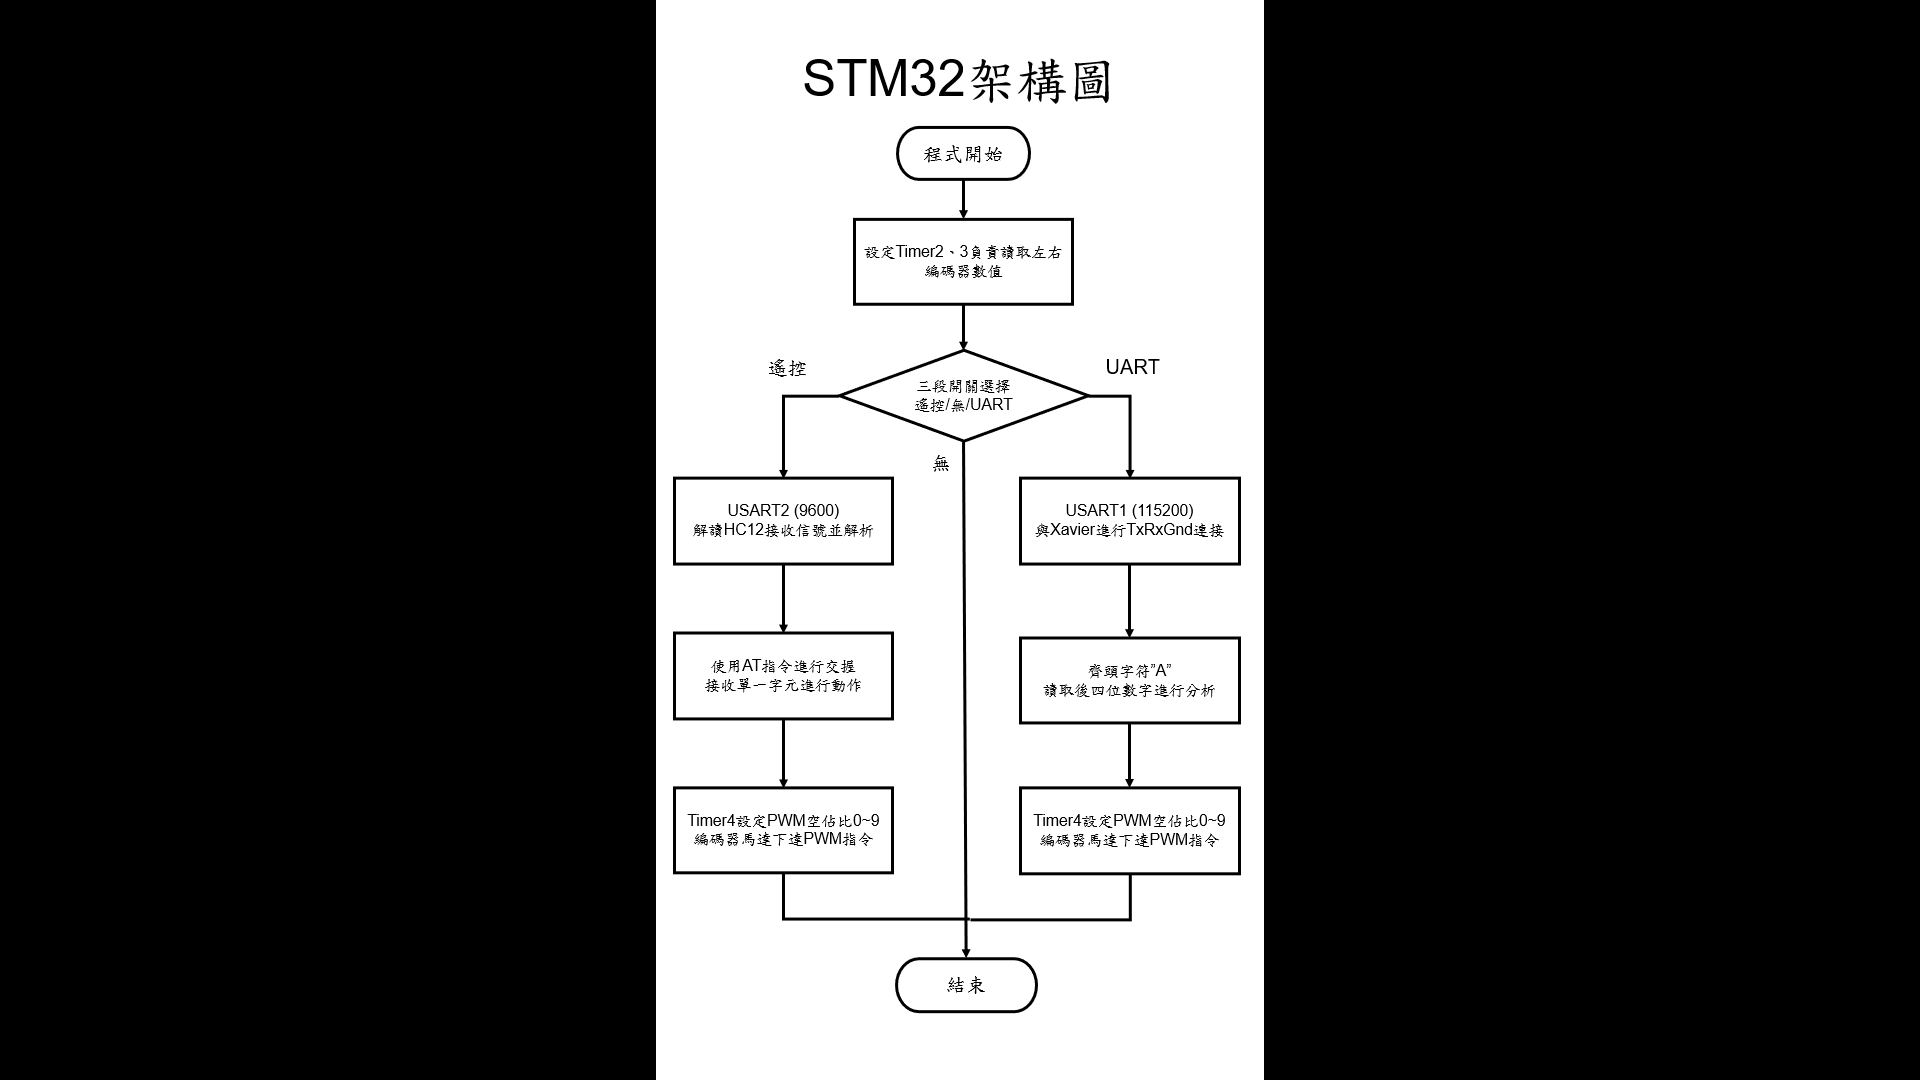 STM32架構圖
程式開始
設定Timer2、3負責讀取左右
編碼器數值
遙控
UART
三段開關選擇
遙控/無/UART
無
USART2 (9600)
解讀HC12接收信號並解析
使用AT指令進行交握
接收單一字元進行動作
Timer4設定PWM空佔比0~9
編碼器馬達下達PWM指令
USART1 (115200)
與Xavier進行TxRxGnd連接
齊頭字符”A”
讀取後四位數字進行分析
Timer4設定PWM空佔比0~9
編碼器馬達下達PWM指令
結束